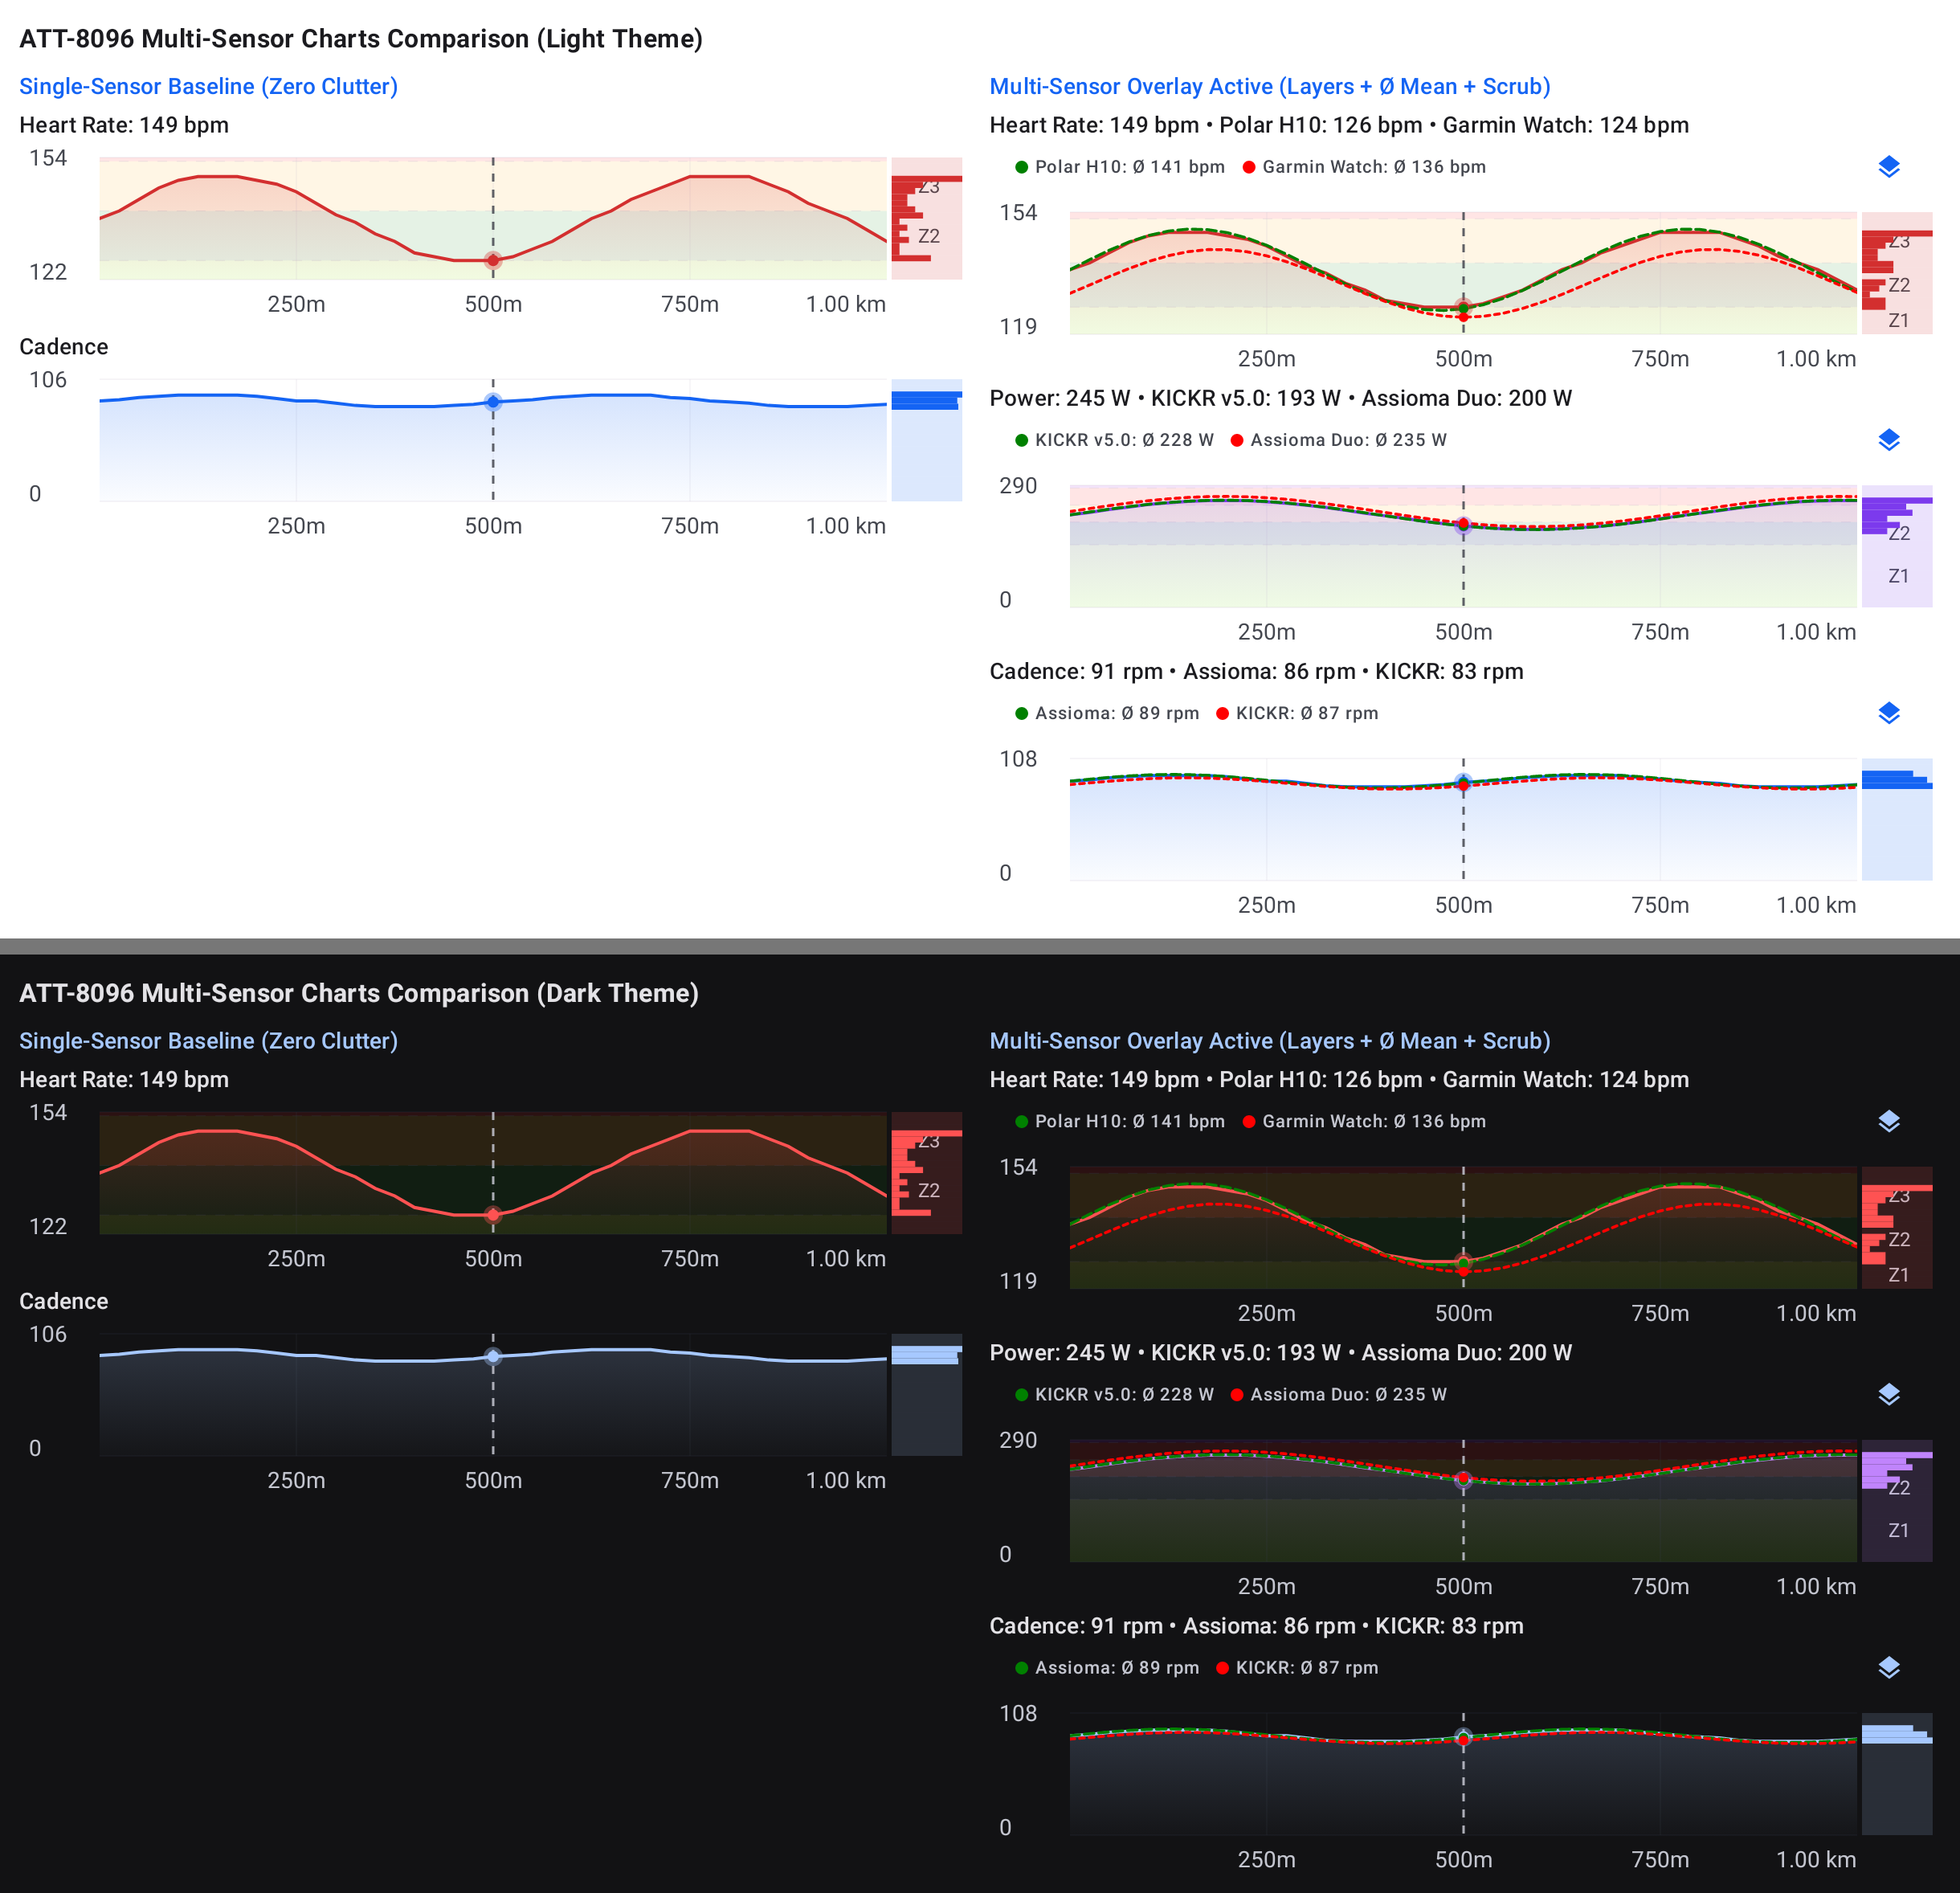 ATT-8096 Multi-Sensor Charts Comparison (Light Theme)
Single-Sensor Baseline (Zero Clutter)
Heart Rate: 149 bpm
154
Z3
Z2
122
250m 500m 750m 1.00 km
Cadence
106
0
250m 500m 750m 1.00 km
Multi-Sensor Overlay Active (Layers + Ø Mean + Scrub)
Heart Rate: 149 bpm • Polar H10: 126 bpm • Garmin Watch: 124 bpm
Polar H10: Ø 141 bpm Garmin Watch: Ø 136 bpm
154
Z3
Z2
Z1
119
250m 500m 750m 1.00 km
Power: 245 W • KICKR v5.0: 193 W • Assioma Duo: 200 W
KICKR v5.0: Ø 228 W Assioma Duo: Ø 235 W
290
Z2
Z1
0
250m 500m 750m 1.00 km
Cadence: 91 rpm • Assioma: 86 rpm • KICKR: 83 rpm
Assioma: Ø 89 rpm KICKR: Ø 87 rpm
108
0
250m 500m 750m 1.00 km
ATT-8096 Multi-Sensor Charts Comparison (Dark Theme)
Single-Sensor Baseline (Zero Clutter)
Heart Rate: 149 bpm
154
Z3
Z2
122
250m 500m 750m 1.00 km
Cadence
106
0
250m 500m 750m 1.00 km
Multi-Sensor Overlay Active (Layers + Ø Mean + Scrub)
Heart Rate: 149 bpm • Polar H10: 126 bpm • Garmin Watch: 124 bpm
Polar H10: Ø 141 bpm Garmin Watch: Ø 136 bpm
154
Z3
Z2
Z1
119
250m 500m 750m 1.00 km
Power: 245 W • KICKR v5.0: 193 W • Assioma Duo: 200 W
KICKR v5.0: Ø 228 W Assioma Duo: Ø 235 W
290
Z2
Z1
0
250m 500m 750m 1.00 km
Cadence: 91 rpm • Assioma: 86 rpm • KICKR: 83 rpm
Assioma: Ø 89 rpm KICKR: Ø 87 rpm
108
0
250m 500m 750m 1.00 km